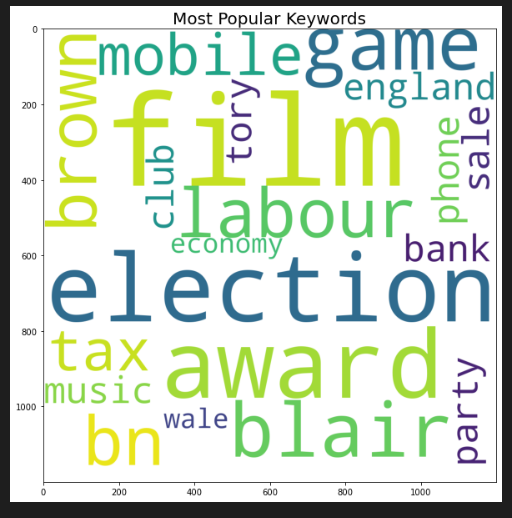 Most Popular Keywords
0
mobile
game
brown
england
200
film
tory
sale
phone
400
club
labour
economy
bank
600
election
800
tax
award
music
party
1000
wale
blair
bn
0 200 400 600 800 1000